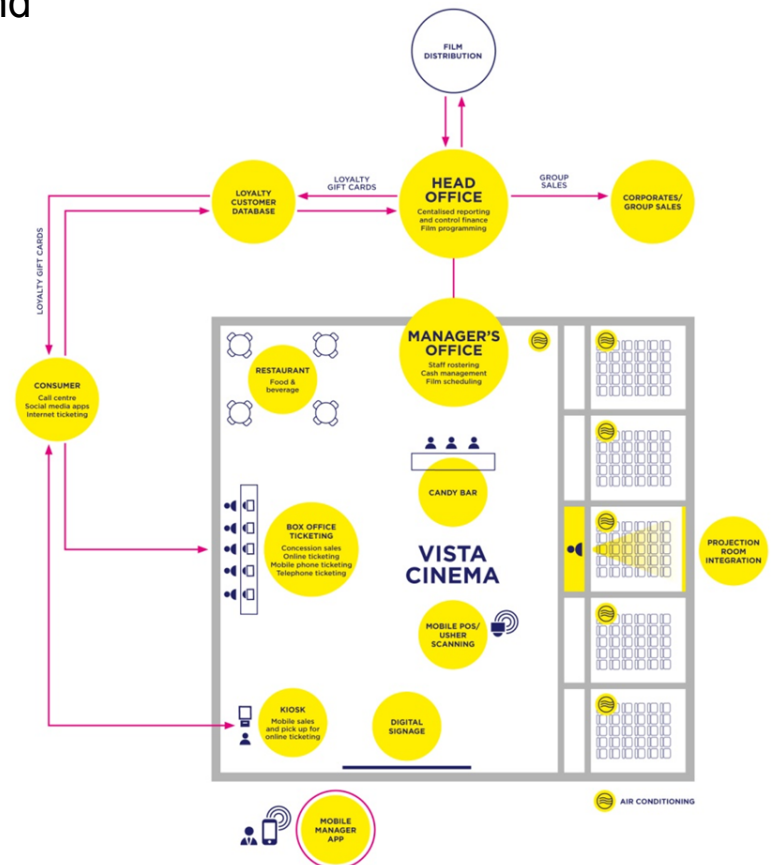 nd
FILM
DISTRIBUTION
LOYALTY
CUSTOMER
DATABASE
LOYALTY
GIFT CARDS
HEAD
OFFICE
Centalised reporting
and control finance
Film programming
GROUP
SALES
CORPORATES/
GROUP SALES
LOYALTY GIFT CARDS
CONSUMER
Call centre
Social media apps
Internet ticketing
RESTAURANT
Food &
beverage
MANAGER'S
OFFICE
Staff rostering
Cash management
Film scheduling
CANDY BAR
BOX OFFICE
TICKETING
Concession sales
Online ticketing
Mobile phone ticketing
Telephone ticketing
VISTA
CINEMA
PROJECTION
ROOM
INTEGRATION
MOBILE POS/
USHER
SCANNING
KIOSK
Mobile sales
and pick up for
online ticketing
DIGITAL
SIGNAGE
AIR CONDITIONING
MOBILE
MANAGER
APP